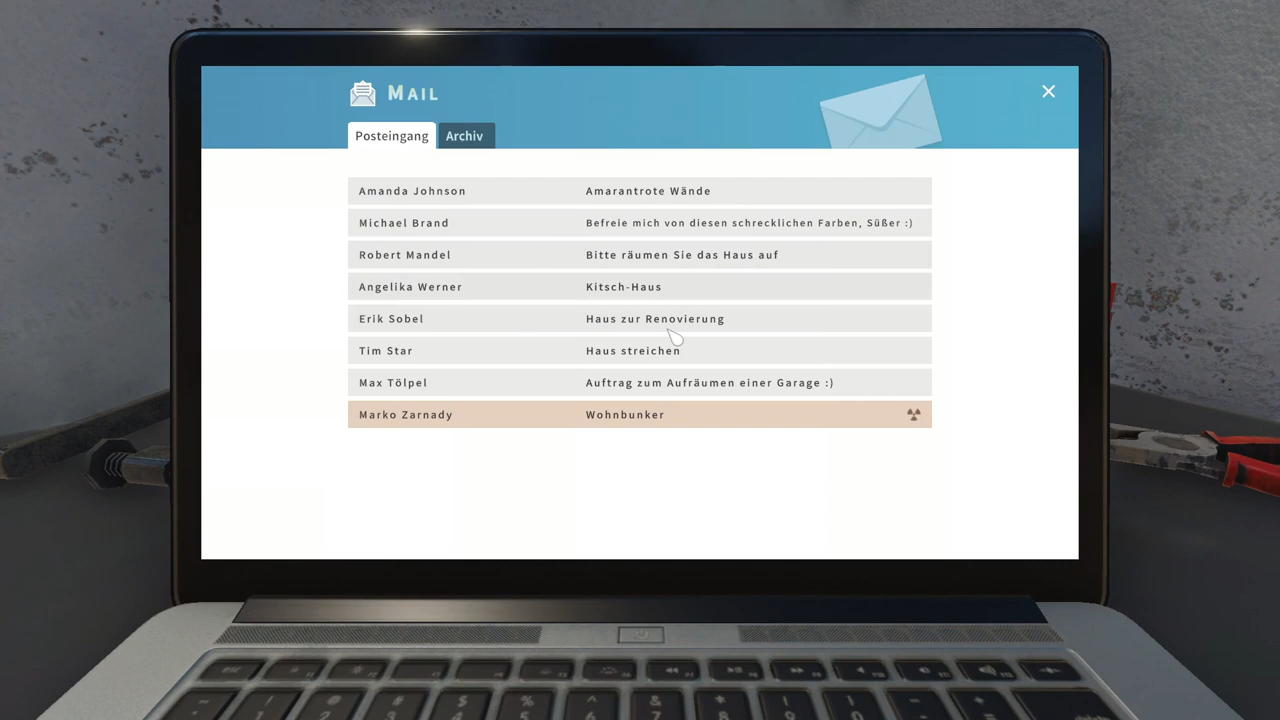 MAIL
Posteingang Archiv
Amanda Johnson Amarantrote Wände
Michael Brand Befreie mich von diesen schrecklichen Farben, Süßer :)
Robert Mandel Bitte räumen Sie das Haus auf
Angelika Werner Kitsch-Haus
Erik Sobel Haus zur Renovierung
Tim Star Haus streichen
Max Tölpel Auftrag zum Aufräumen einer Garage :)
Marko Zarnady Wohnbunker